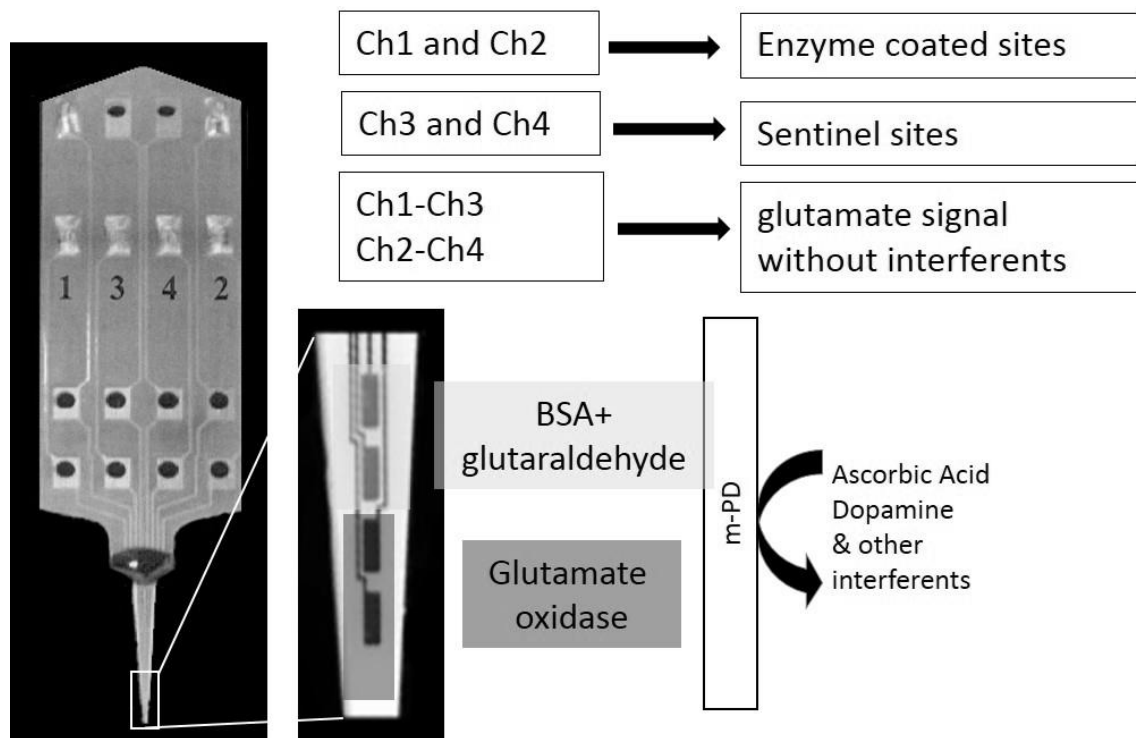 Ch1 and Ch2
Enzyme coated sites
Ch3 and Ch4
Sentinel sites
Ch1-Ch3
Ch2-Ch4
glutamate signal
without interferents
1 3 4 2
BSA+
glutaraldehyde
Glutamate
oxidase
m-PD
Ascorbic Acid
Dopamine
& other
interferents